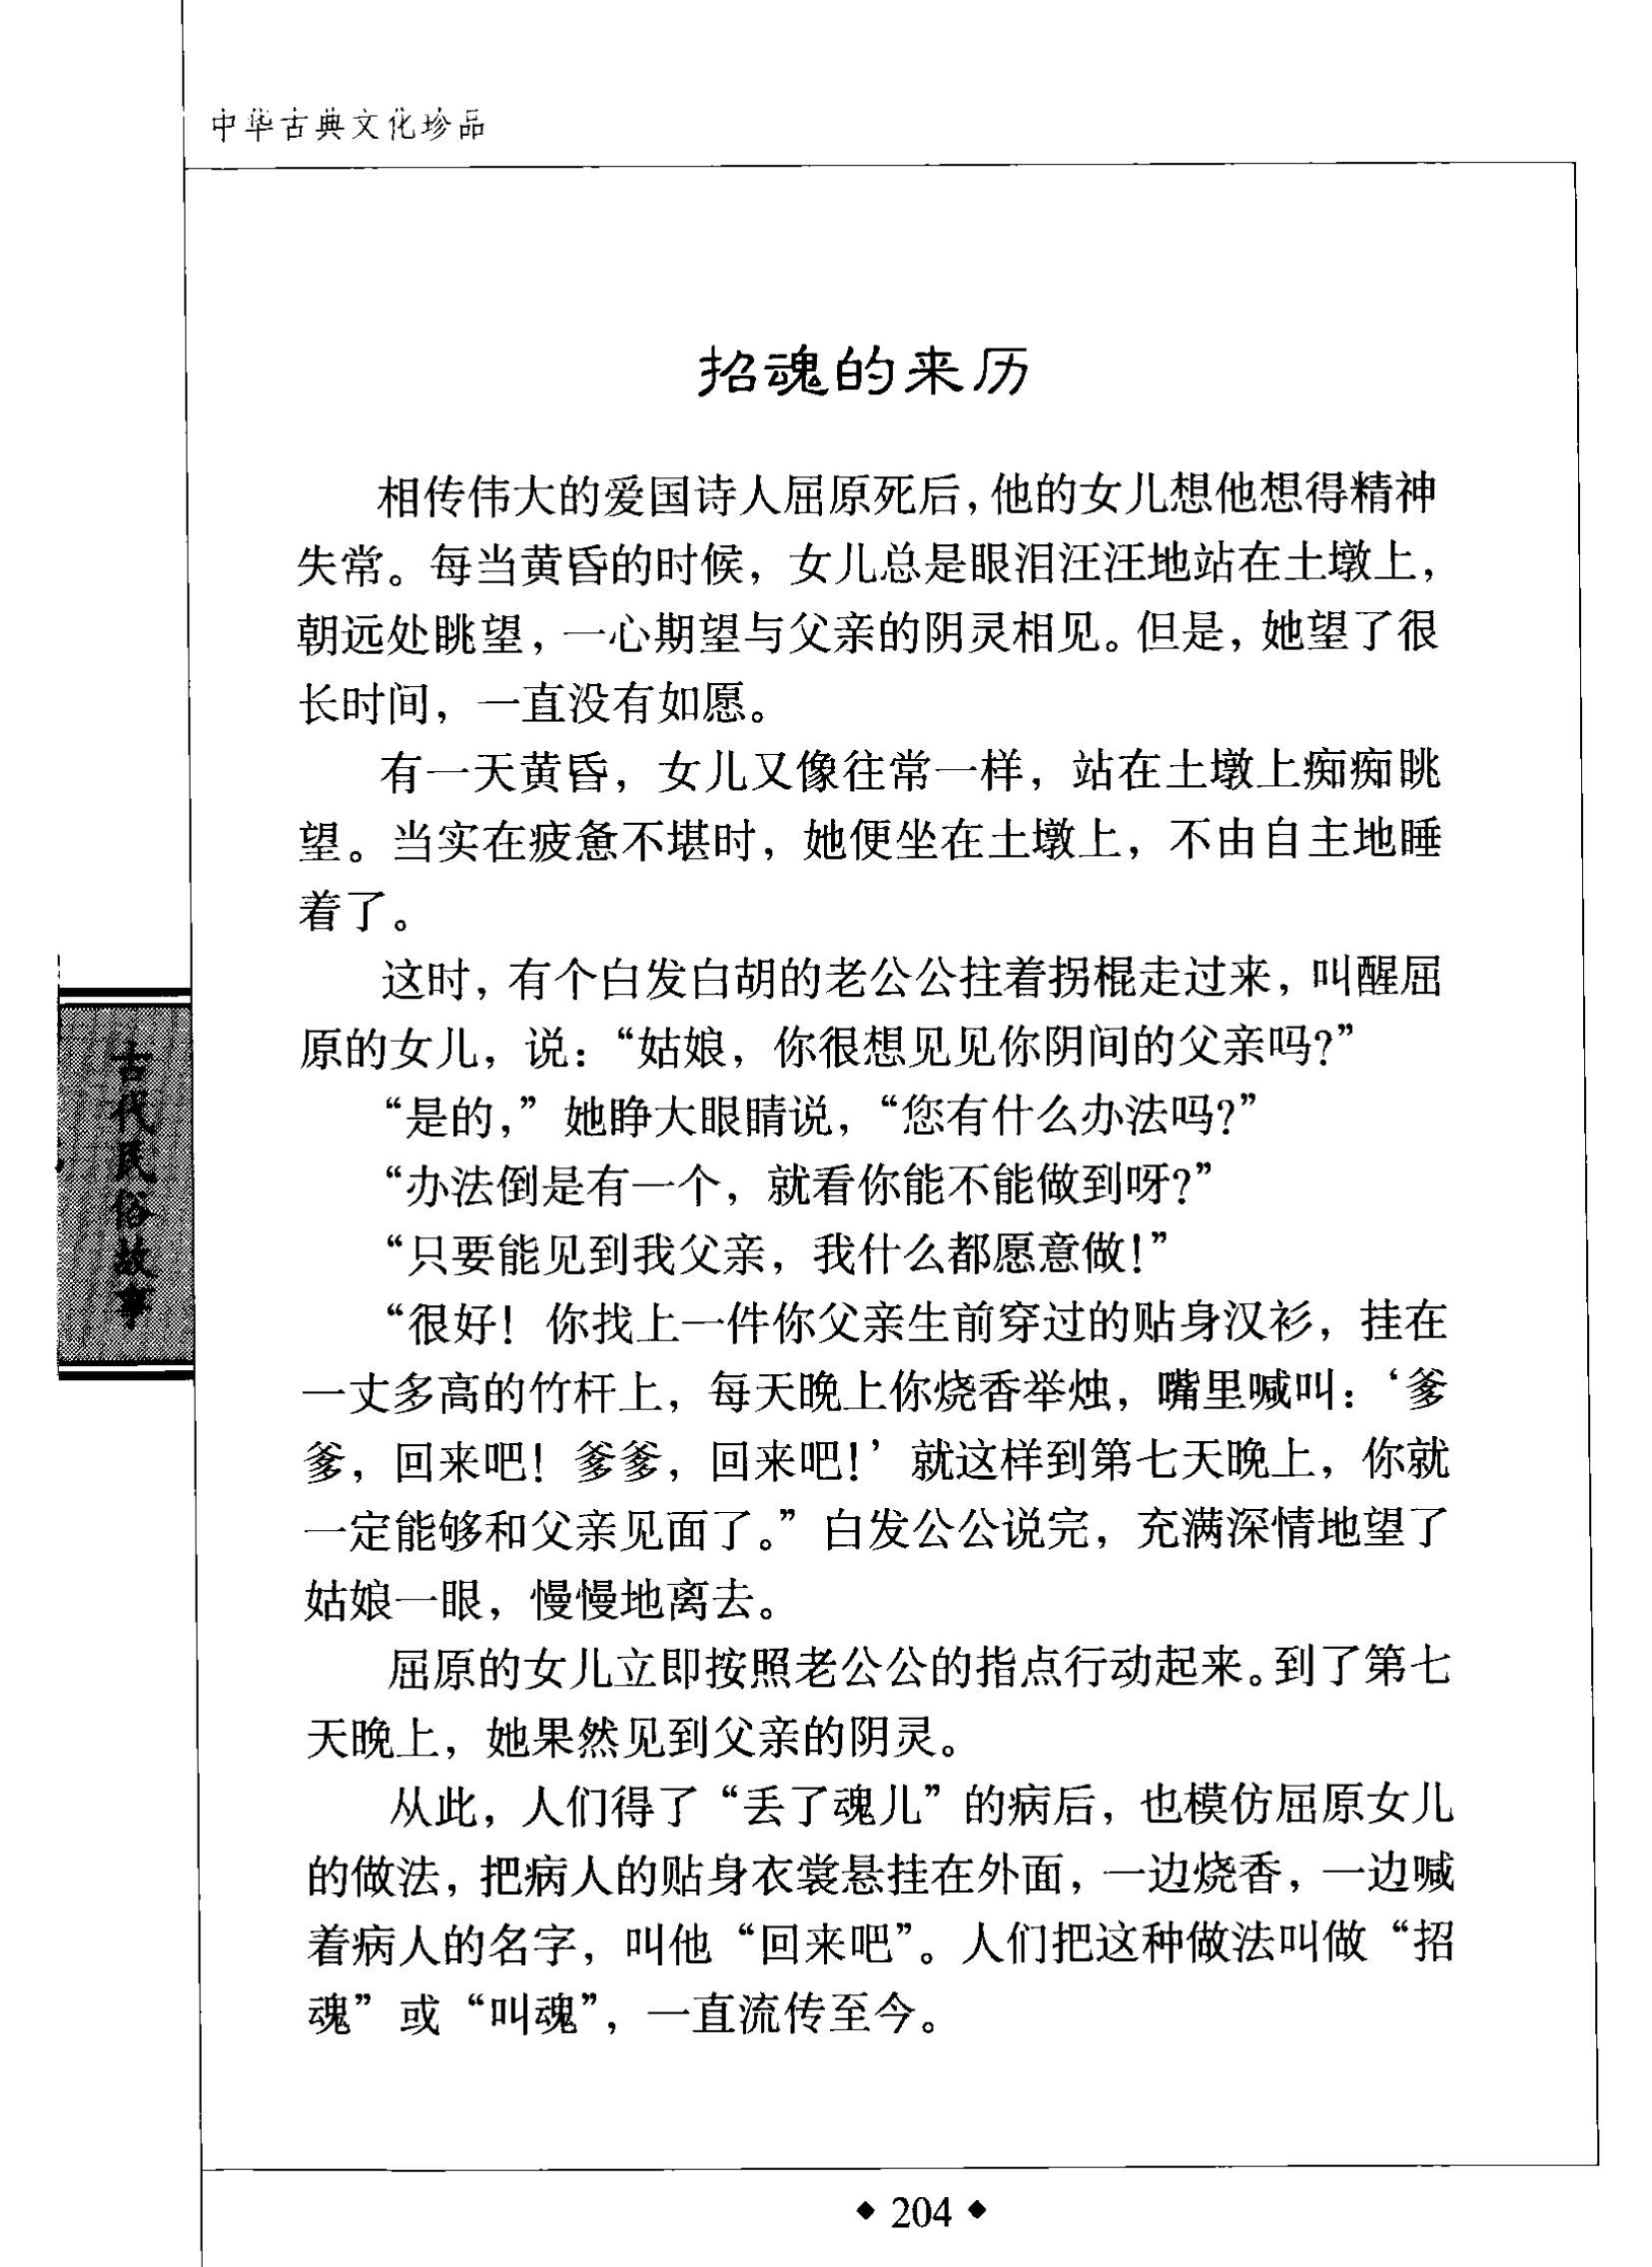 中华古典文化珍品
招魂的来历
相传伟大的爱国诗人屈原死后，他的女儿想他想得精神
失常。每当黄昏的时候，女儿总是眼泪汪汪地站在土墩上，
朝远处眺望，一心期望与父亲的阴灵相见。但是，她望了很
长时间，一直没有如愿。
有一天黄昏，女儿又像往常一样，站在土墩上痴痴眺
望。当实在疲惫不堪时，她便坐在土墩上，不由自主地睡
着了。
这时，有个白发白胡的老公公拄着拐棍走过来，叫醒屈
原的女儿，说：“姑娘，你很想见见你阴间的父亲吗?”
“是的，”她睁大眼睛说，“您有什么办法吗?”
“办法倒是有一个，就看你能不能做到呀?”
“只要能见到我父亲，我什么都愿意做!”
“很好! 你找上一件你父亲生前穿过的贴身汉衫，挂在
一丈多高的竹杆上，每天晚上你烧香举烛，嘴里喊叫：‘爹
爹，回来吧! 爹爹，回来吧!’就这样到第七天晚上，你就
一定能够和父亲见面了。”白发公公说完，充满深情地望了
姑娘一眼，慢慢地离去。
屈原的女儿立即按照老公公的指点行动起来。到了第七
天晚上，她果然见到父亲的阴灵。
从此，人们得了“丢了魂儿”的病后，也模仿屈原女儿
的做法，把病人的贴身衣裳悬挂在外面，一边烧香，一边喊
着病人的名字，叫他“回来吧”。人们把这种做法叫做“招
魂”或“叫魂”，一直流传至今。
古代民俗故事
◆ 204 ◆